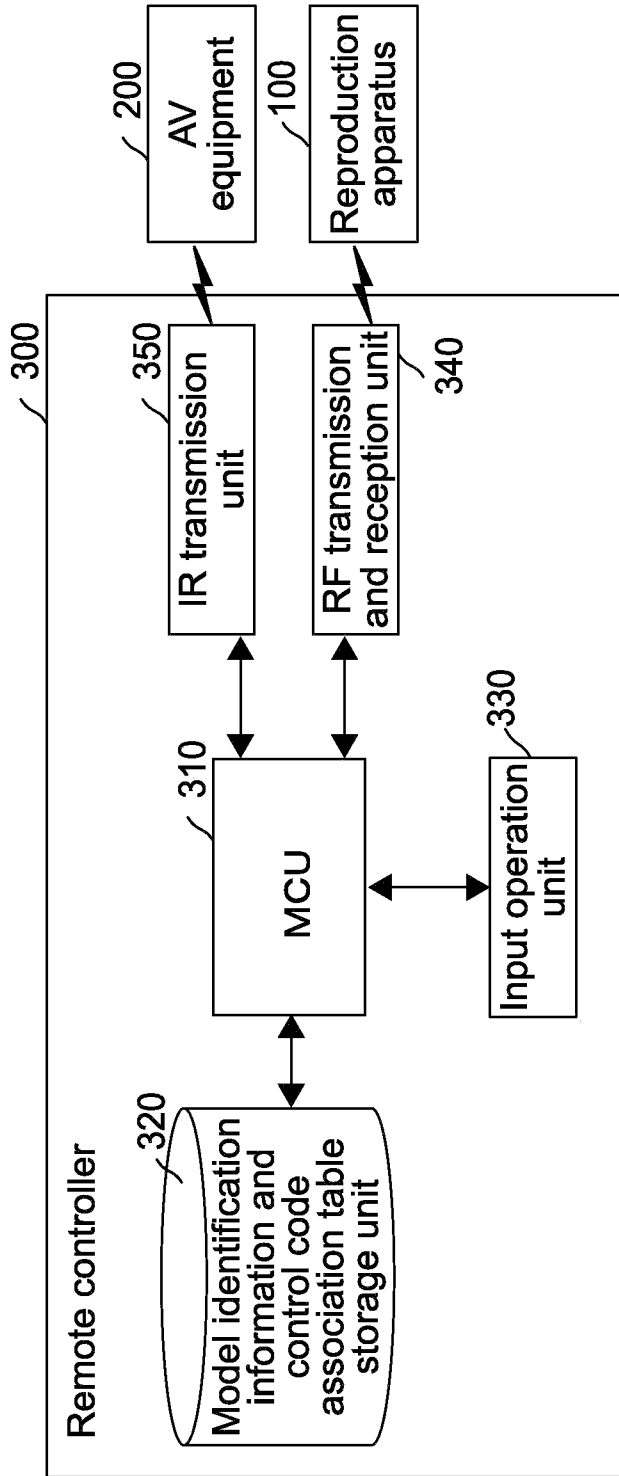 Remote controller
300
320
Model identification
information and
control code
association table
storage unit
310
MCU
330
Input operation
unit
350
IR transmission
unit
340
RF transmission
and reception unit
200
AV
equipment
100
Reproduction
apparatus